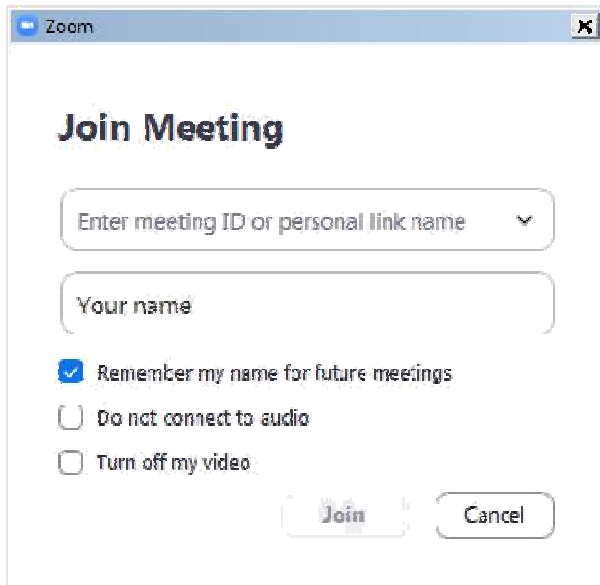 Zoom
Join Meeting
Enter meeting ID or personal link name
Your name
Remember my name for future meetings
Do not connect to audio
Turn off my video
Join
Cancel